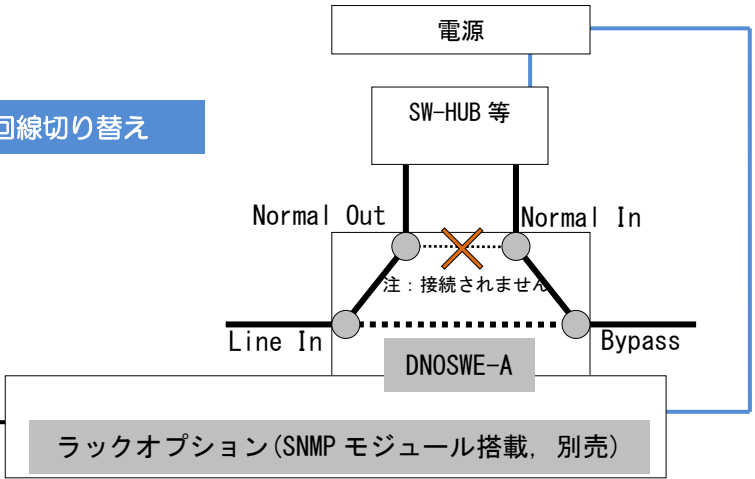 電源
SW-HUB 等
回線切り替え
Normal Out
Normal In
注：接続されません
Line In
Bypass
DNOSWE-A
ラックオプション(SNMP モジュール搭載, 別売)